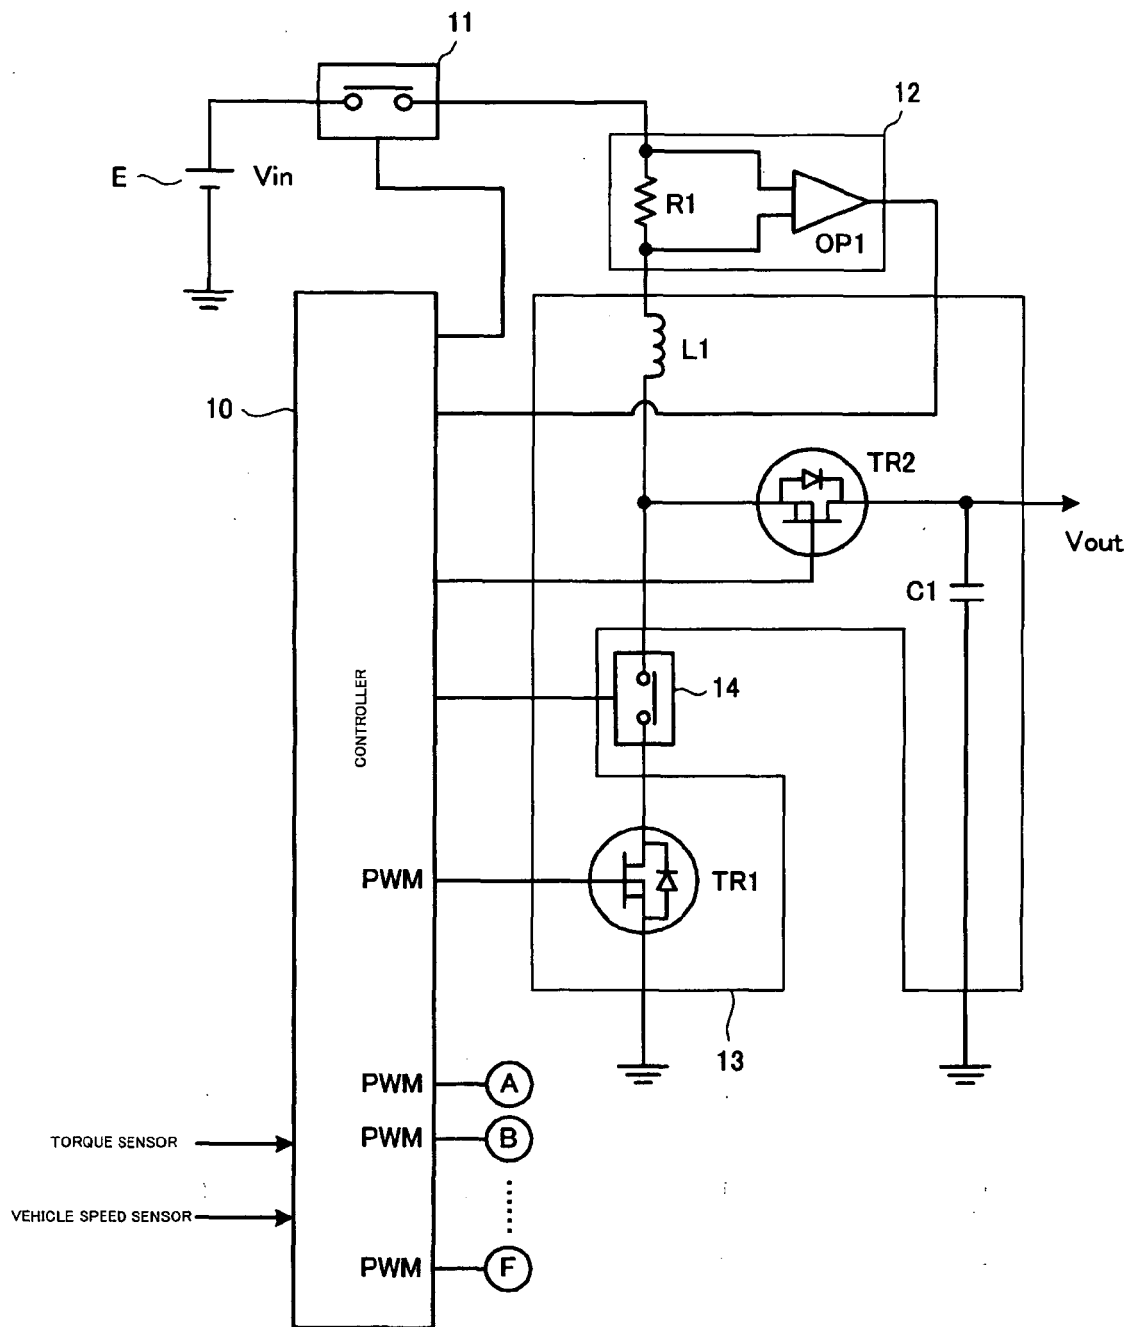 11
12
E
Vin
R1
OP1
L1
10
TR2
Vout
C1
14
CONTROLLER
PWM
TR1
13
PWM A
PWM B
TORQUE SENSOR
VEHICLE SPEED SENSOR
PWM F